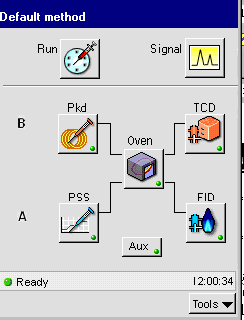 Default method
Run
Signal
Pkd
TCD
B
Oven
PSS
FID
A
Aux
Ready
12:00:34
Tools